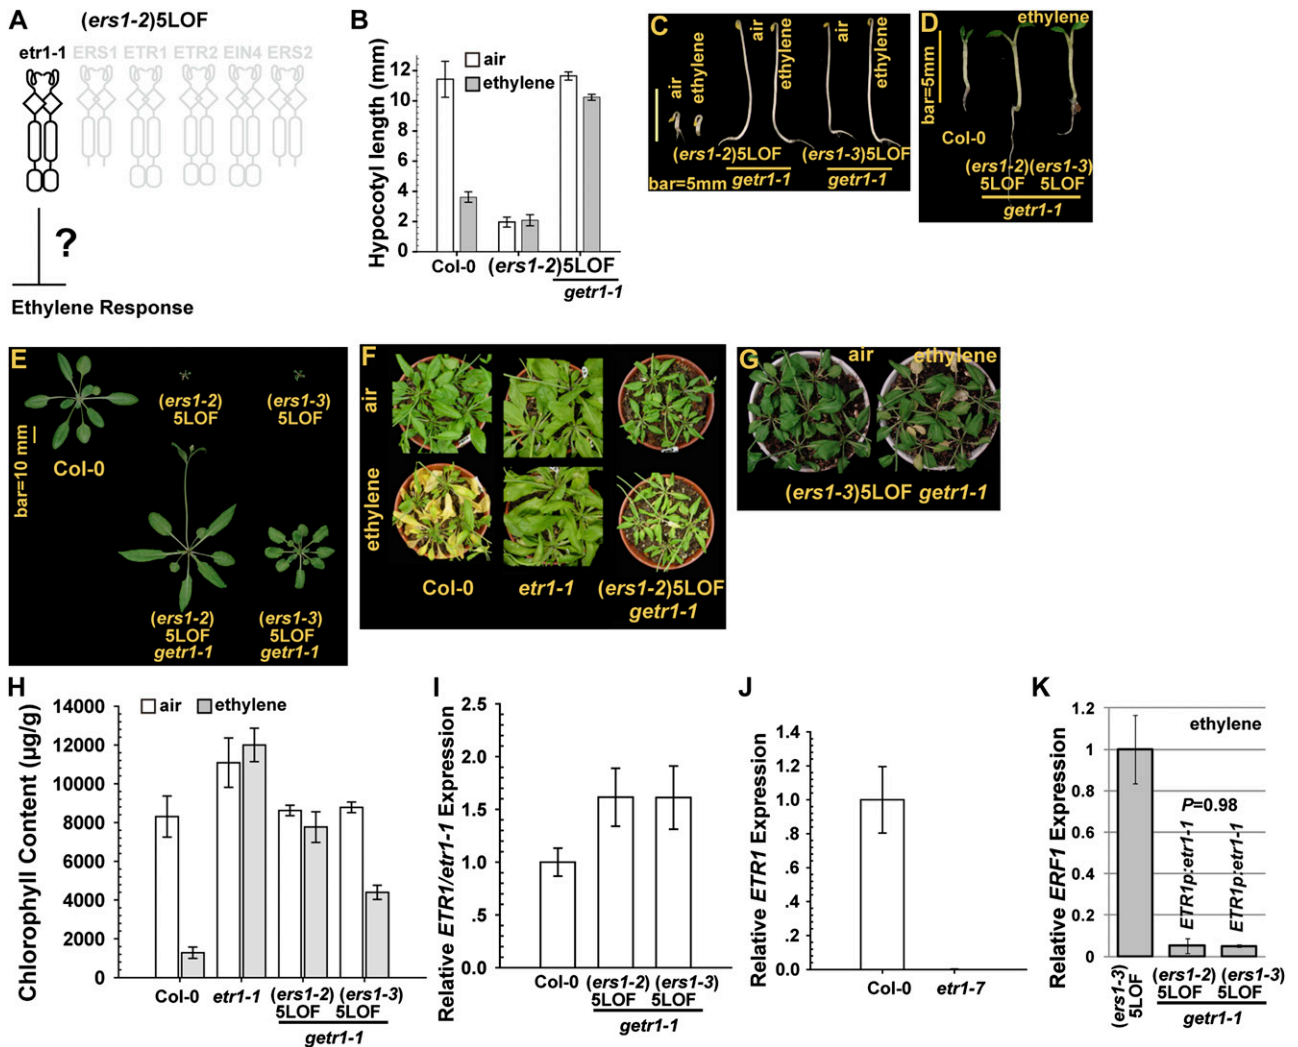 A
(ers1-2)5LOF
etr1-1 ERS1 ETR1 ETR2 EIN4 ERS2
?
Ethylene Response
B
Hypocotyl length (mm)
12
10
8
6
4
2
0
air
ethylene
Col-0
(ers1-2)5LOF
getr1-1
C
air
ethylene
air
ethylene
air
ethylene
(ers1-2)5LOF
(ers1-3)5LOF
bar=5mm
getr1-1
getr1-1
D
ethylene
bar=5mm
Col-0
(ers1-2)(ers1-3)
5LOF 5LOF
getr1-1
E
bar=10 mm
Col-0
(ers1-2)
5LOF
(ers1-3)
5LOF
(ers1-2)
5LOF
getr1-1
(ers1-3)
5LOF
getr1-1
F
air
ethylene
Col-0
etr1-1
(ers1-2)5LOF
getr1-1
G
air
ethylene
(ers1-3)5LOF getr1-1
H
Chlorophyll Content (µg/g)
14000
12000
10000
8000
6000
4000
2000
0
air
ethylene
Col-0
etr1-1
(ers1-2) (ers1-3)
5LOF 5LOF
getr1-1
I
Relative ETR1/etr1-1 Expression
2.5
2.0
1.5
1.0
.5
0.0
Col-0
(ers1-2) (ers1-3)
5LOF 5LOF
getr1-1
J
Relative ETR1 Expression
1.4
1.2
1.0
.8
.6
.4
.2
0.0
Col-0
etr1-7
K
Relative ERF1 Expression
1.2
1
0.8
0.6
0.4
0.2
0
ethylene
P=0.98
ETR1p:etr1-1
ETR1p:etr1-1
(ers1-3)
5LOF
(ers1-2) (ers1-3)
5LOF 5LOF
getr1-1